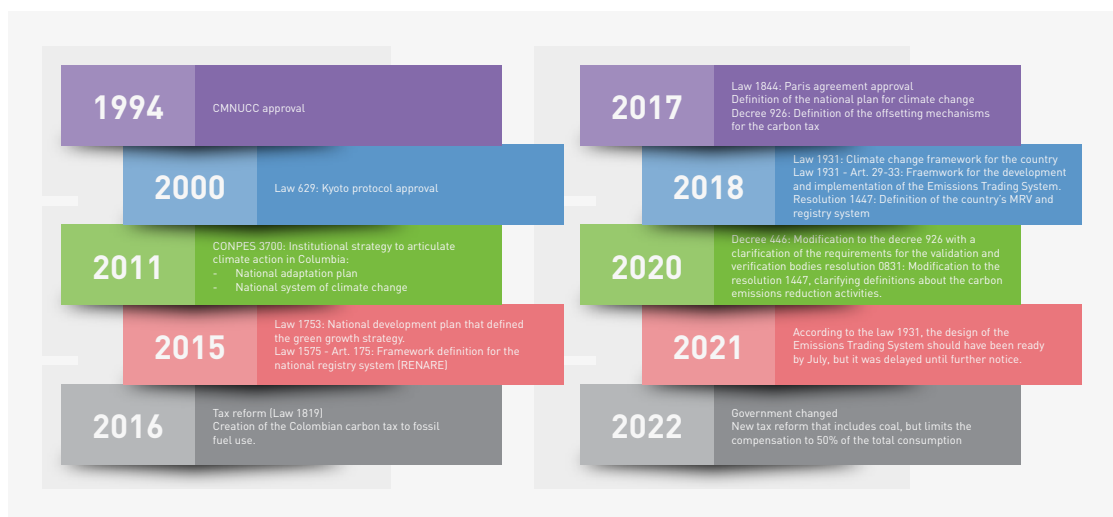 1994
CMNUCC approval
2000
Law 629: Kyoto protocol approval
2011
CONPES 3700: Institutional strategy to articulate
climate action in Columbia:
- National adaptation plan
- National system of climate change
2015
Law 1753: National development plan that defined
the green growth strategy.
Law 1575 - Art. 175: Framework definition for the
national registry system (RENARE)
2016
Tax reform (Law 1819)
Creation of the Colombian carbon tax to fossil
fuel use.
2017
Law 1844: Paris agreement approval
Definition of the national plan for climate change
Decree 926: Definition of the offsetting mechanisms
for the carbon tax
2018
Law 1931: Climate change framework for the country
Law 1931 - Art. 29-33: Fraemwork for the development
and implementation of the Emissions Trading System.
Resolution 1447: Definition of the country's MRV and
registry system
2020
Decree 446: Modification to the decree 926 with a
clarification of the requirements for the validation and
verification bodies resolution 0831: Modification to the
resolution 1447, clarifying definitions about the carbon
emissions reduction activities.
2021
According to the law 1931, the design of the
Emissions Trading System should have been ready
by July, but it was delayed until further notice.
2022
Government changed
New tax reform that includes coal, but limits the
compensation to 50% of the total consumption